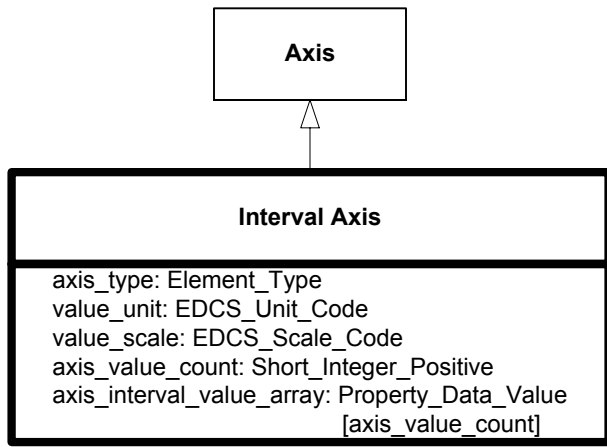 Axis
Interval Axis
axis_type: Element_Type
value_unit: EDCS_Unit_Code
value_scale: EDCS_Scale_Code
axis_value_count: Short_Integer_Positive
axis_interval_value_array: Property_Data_Value
[axis_value_count]